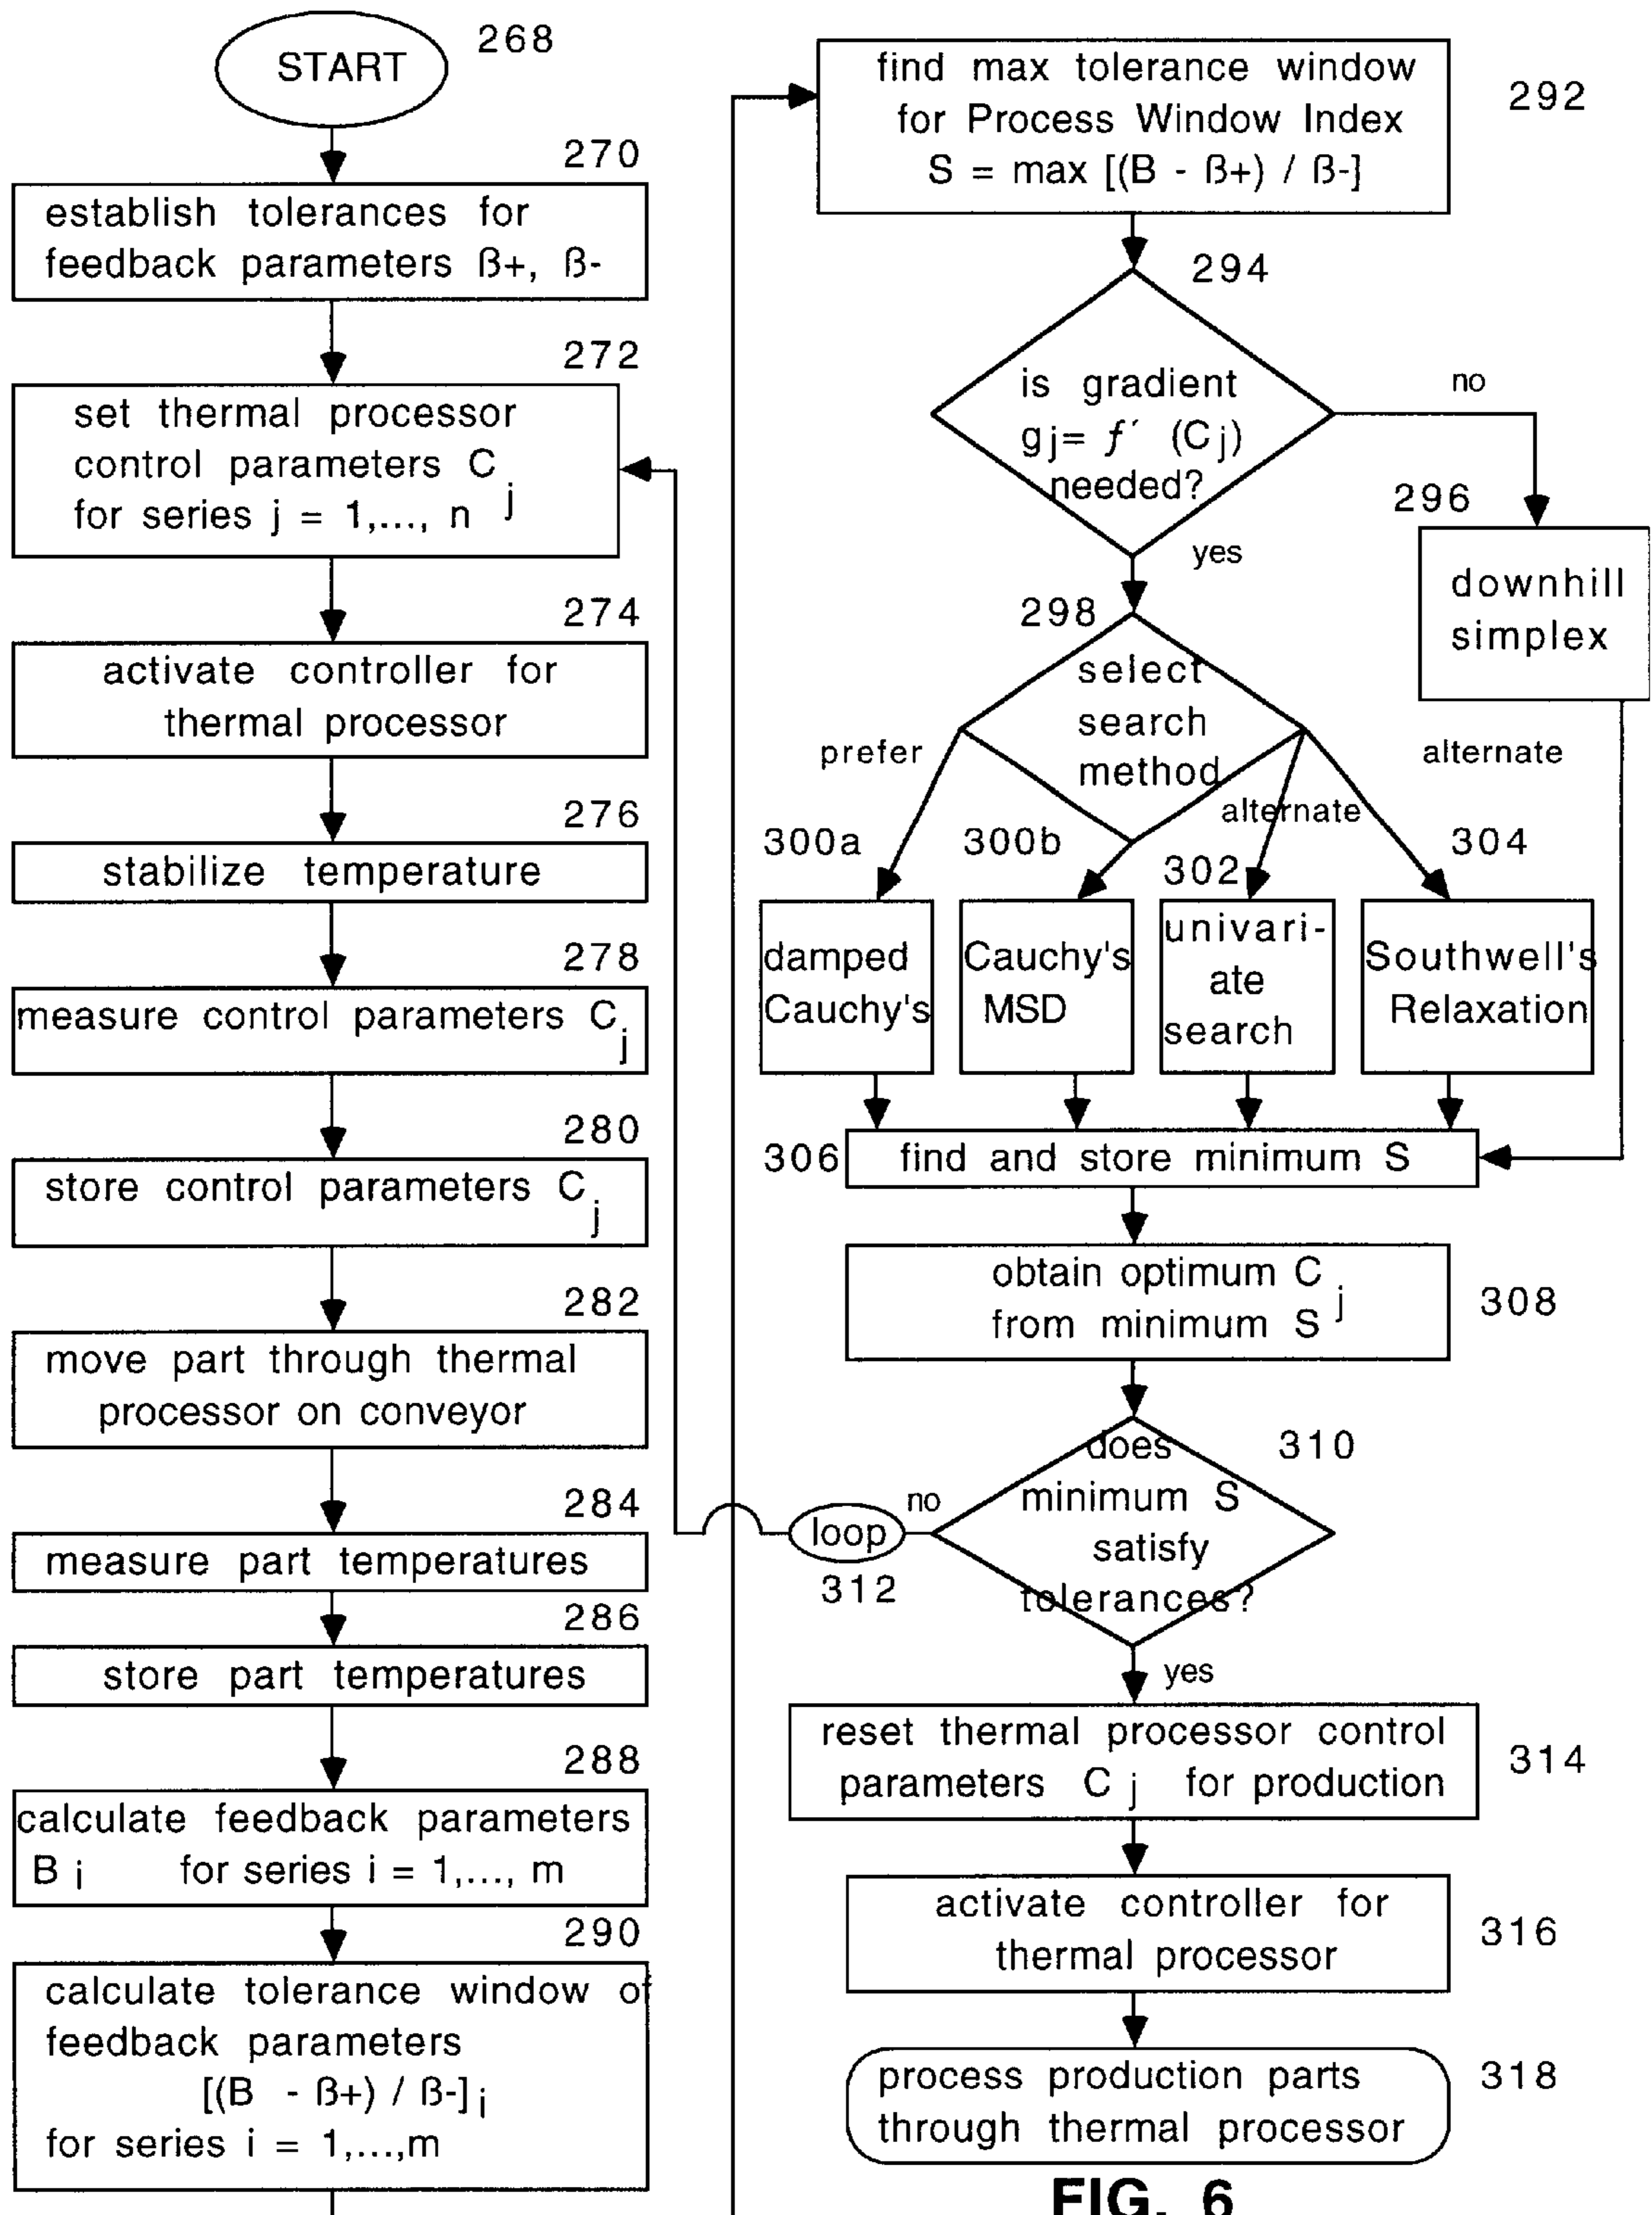 START
268
270
establish tolerances for
feedback parameters ß+, ß-
272
set thermal processor
control parameters C j
for series j = 1,..., n
274
activate controller for
thermal processor
276
stabilize temperature
278
measure control parameters C j
280
store control parameters C j
282
move part through thermal
processor on conveyor
284
measure part temperatures
286
store part temperatures
288
calculate feedback parameters
B i for series i = 1,..., m
290
calculate tolerance window of
feedback parameters
[(B - ß+) / ß-] i
for series i = 1,...,m
find max tolerance window
for Process Window Index
S = max [(B - ß+) / ß-]
292
294
is gradient
g j= f′ (C j)
needed?
no
yes
296
downhill
simplex
298
select
search
method
prefer
alternate
alternate
300a
300b
302
304
damped
Cauchy's
Cauchy's
MSD
univari-
ate
search
Southwell's
Relaxation
306
find and store minimum S
obtain optimum C j
from minimum S
308
310
does
minimum S
satisfy
tolerances?
no
loop
312
yes
reset thermal processor control
parameters C j for production
314
activate controller for
thermal processor
316
process production parts
through thermal processor
318
FIG. 6